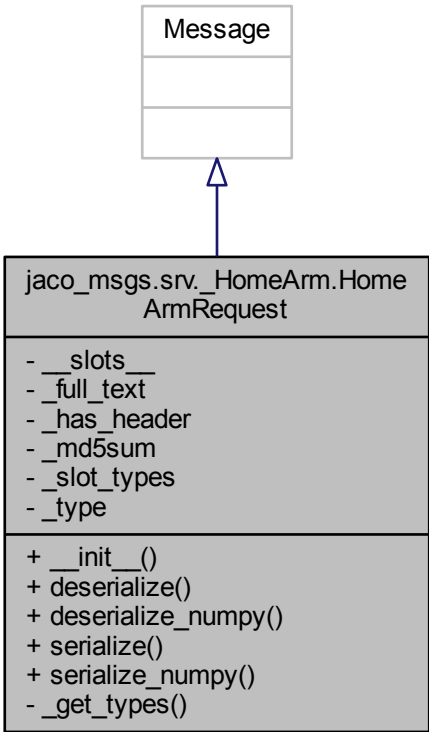 Message
jaco_msgs.srv._HomeArm.Home
ArmRequest
- __slots__
- _full_text
- _has_header
- _md5sum
- _slot_types
- _type
+ __init__()
+ deserialize()
+ deserialize_numpy()
+ serialize()
+ serialize_numpy()
- _get_types()